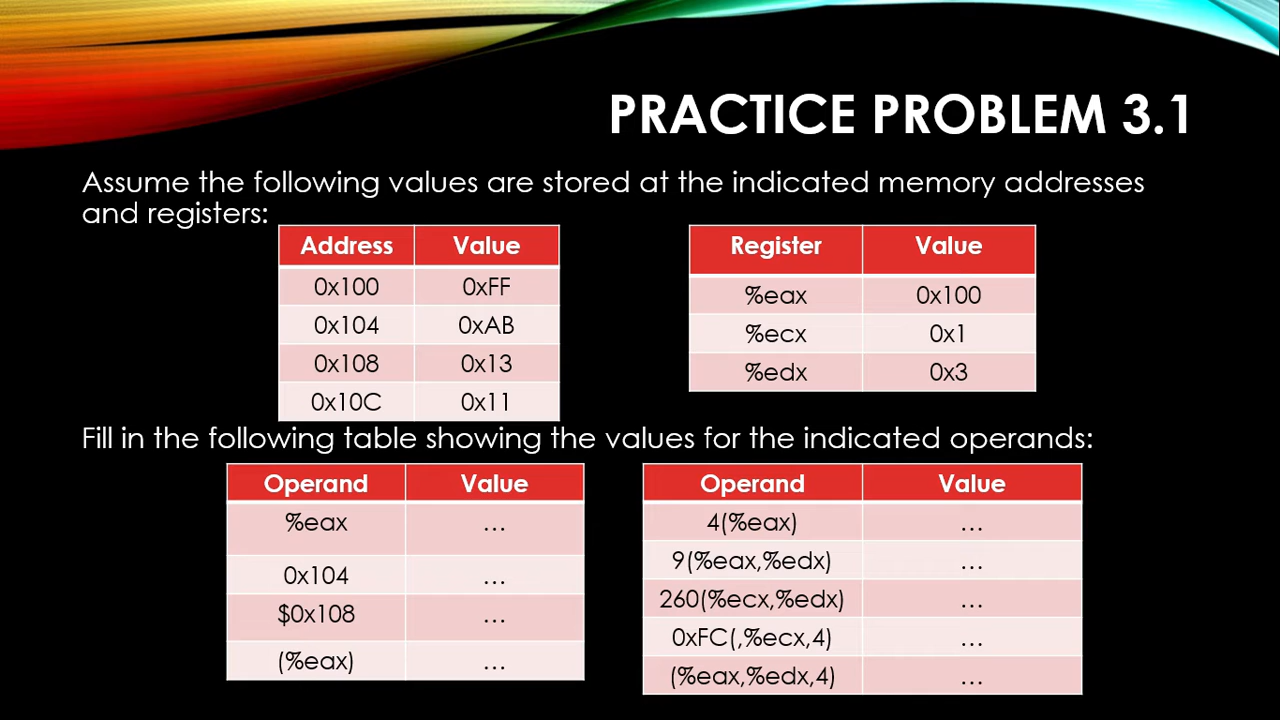 PRACTICE PROBLEM 3.1
Assume the following values are stored at the indicated memory addresses
and registers:
Address Value
0x100 0xFF
0x104 0xAB
0x108 0x13
0x10C 0x11
Register Value
%eax 0x100
%ecx 0x1
%edx 0x3
Fill in the following table showing the values for the indicated operands:
Operand Value
%eax …
0x104 …
$0x108 …
(%eax) …
Operand Value
4(%eax) …
9(%eax,%edx) …
260(%ecx,%edx) …
0xFC(,%ecx,4) …
(%eax,%edx,4) …